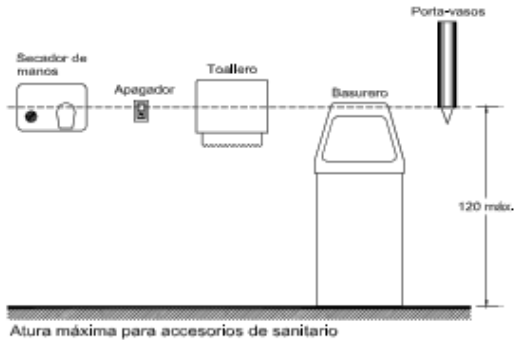 Porta-vasos
Secador de
manos
Apagador
Toallero
Basurero
120 máx.
Atura máxima para accesorios de sanitario